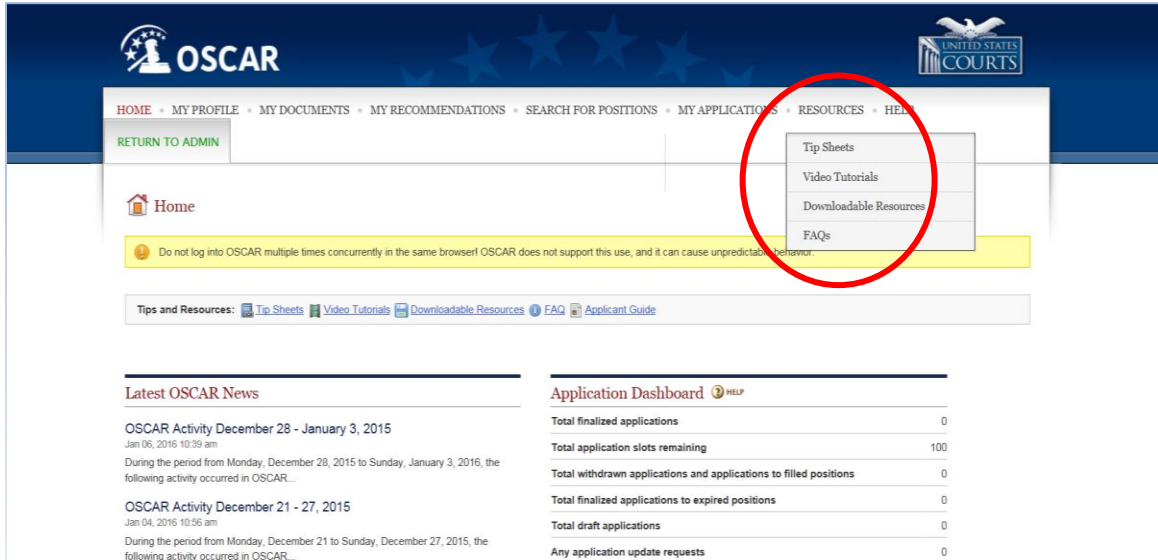 OSCAR
UNITED STATES
COURTS
HOME MY PROFILE MY DOCUMENTS MY RECOMMENDATIONS SEARCH FOR POSITIONS MY APPLICATIONS RESOURCES HELP
RETURN TO ADMIN
Tip Sheets
Video Tutorials
Downloadable Resources
FAQs
Home
Do not log into OSCAR multiple times concurrently in the same browser! OSCAR does not support this use, and it can cause unpredictable behavior.
Tips and Resources: Tip Sheets Video Tutorials Downloadable Resources FAQ Applicant Guide
Latest OSCAR News
OSCAR Activity December 28 - January 3, 2015
Jan 06, 2016 10:39 am
During the period from Monday, December 28, 2015 to Sunday, January 3, 2016, the
following activity occurred in OSCAR...
OSCAR Activity December 21 - 27, 2015
Jan 04, 2016 10:56 am
During the period from Monday, December 21 to Sunday, December 27, 2015, the
following activity occurred in OSCAR...
Application Dashboard HELP
Total finalized applications 0
Total application slots remaining 100
Total withdrawn applications and applications to filled positions 0
Total finalized applications to expired positions 0
Total draft applications 0
Any application update requests 0